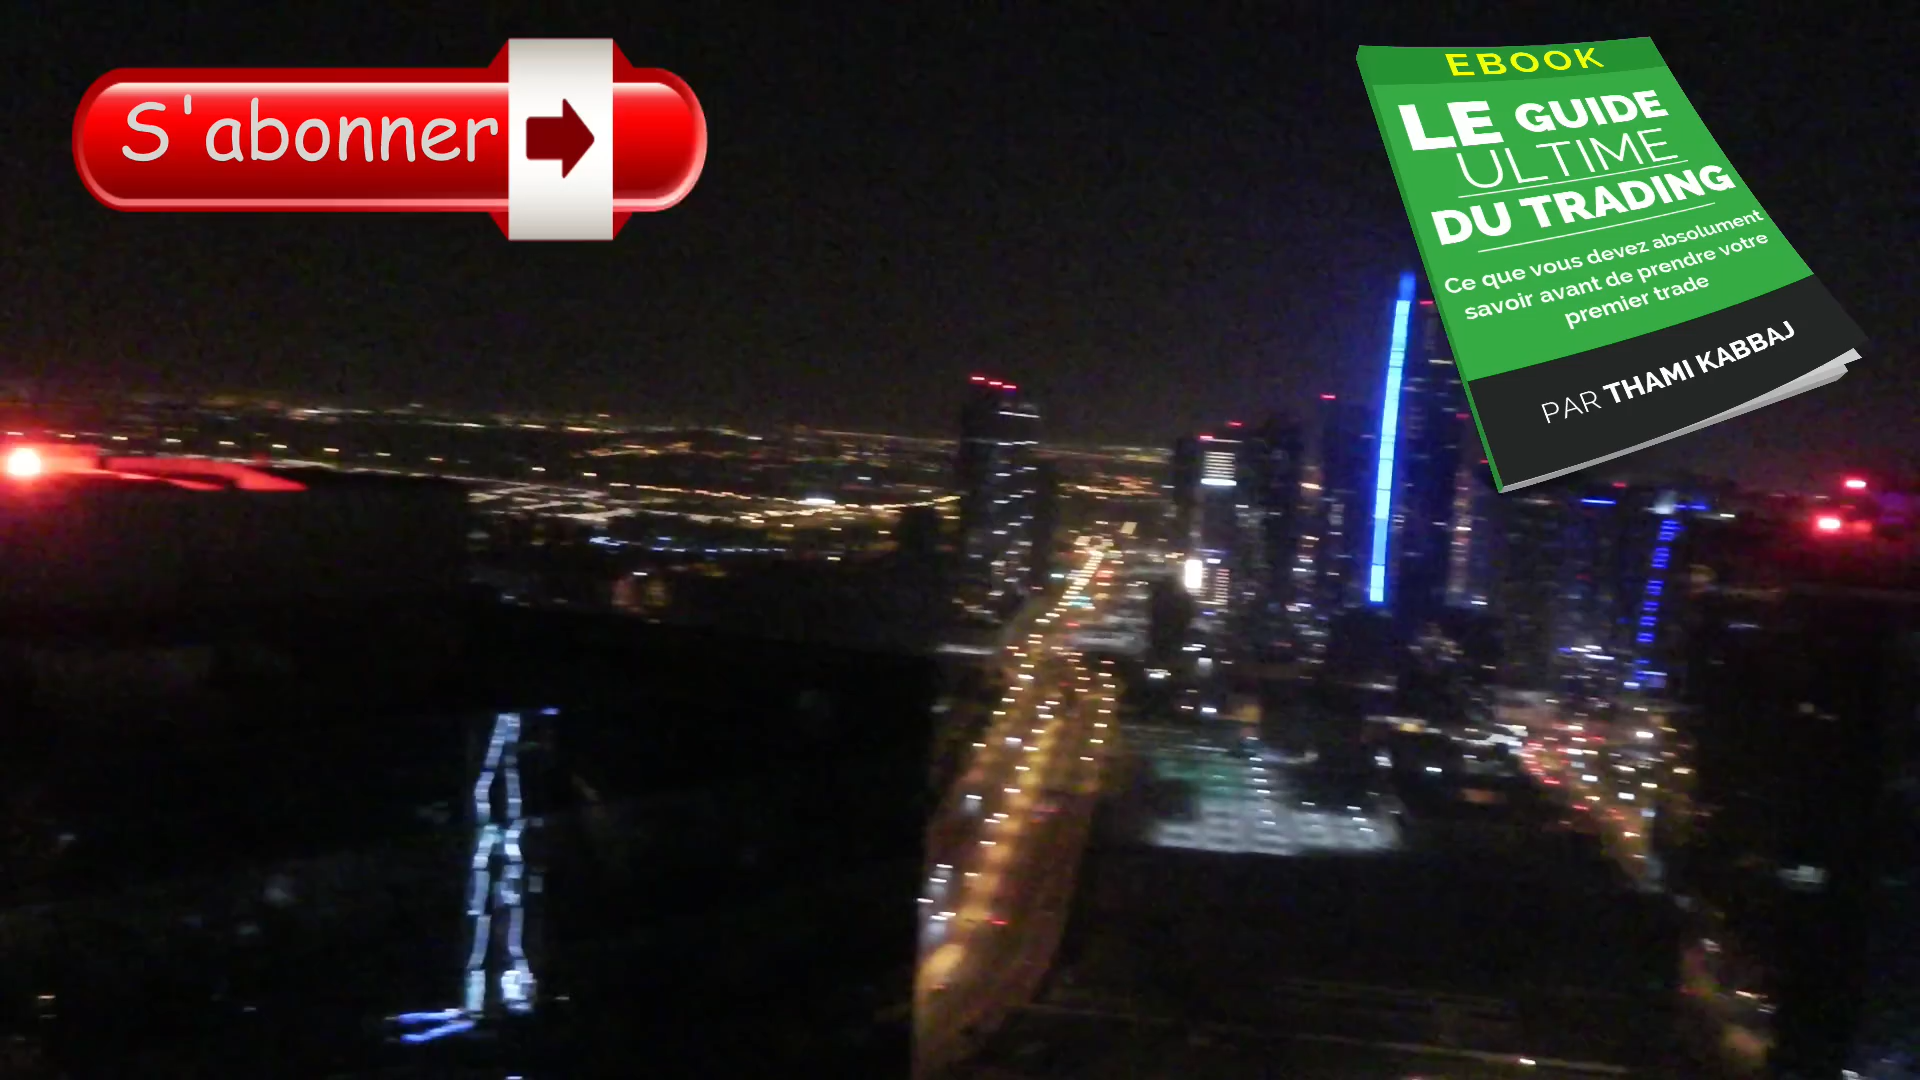 S'abonner
EBOOK
LE GUIDE
ULTIME
DU TRADING
Ce que vous devez absolument
savoir avant de prendre votre
premier trade
PAR THAMI KABBAJ